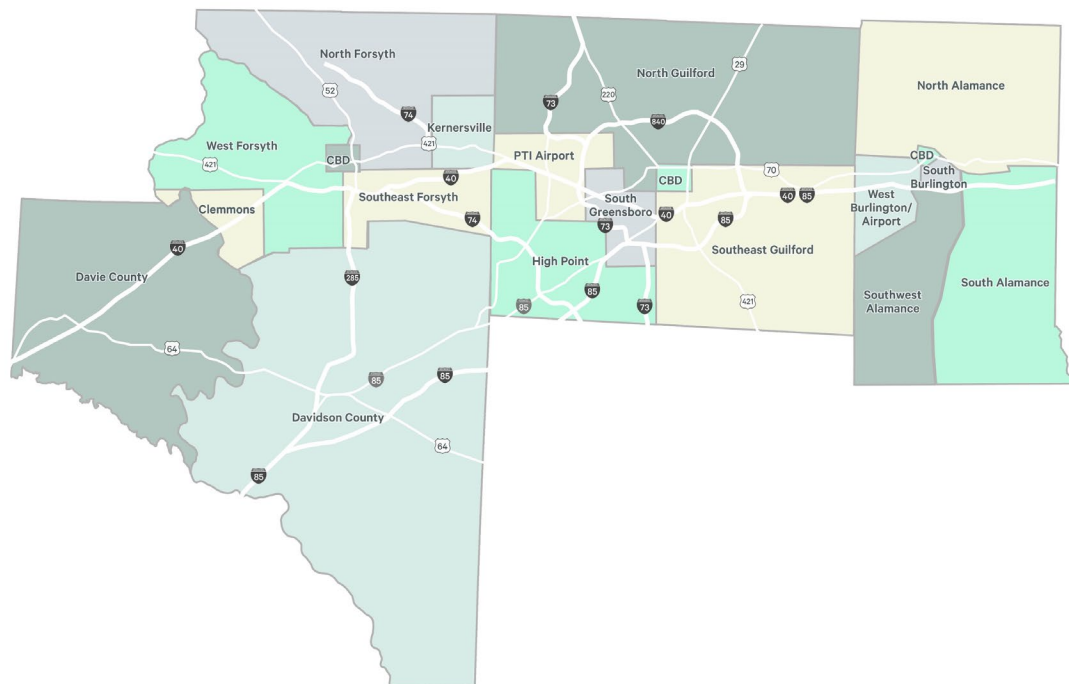 North Forsyth
52
74
421
Kernersville
West Forsyth
421
CBD
Southeast Forsyth
40
74
Clemmons
40
Davie County
64
285
Davidson County
85
85
64
85
North Guilford
29
220
73
840
PTI Airport
CBD
70
South
Greensboro
73
40
85
40
85
High Point
85
85
73
Southeast Guilford
421
North Alamance
CBD
South
Burlington
West
Burlington/
Airport
Southwest
Alamance
South Alamance